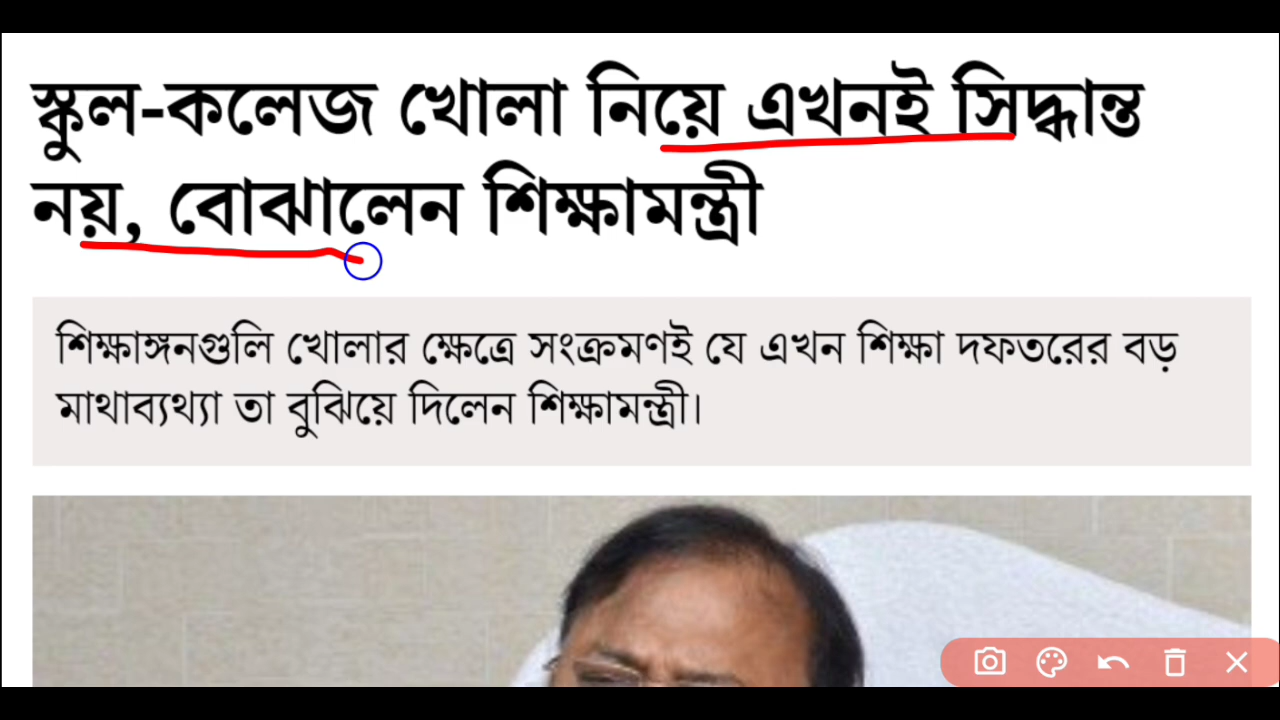 স্কুল-কলেজ খোলা নিয়ে এখনই সিদ্ধান্ত
নয়, বোঝালেন শিক্ষামন্ত্রী
শিক্ষাঙ্গনগুলি খোলার ক্ষেত্রে সংক্রমণই যে এখন শিক্ষা দফতরের বড়
মাথাব্যথ্যা তা বুঝিয়ে দিলেন শিক্ষামন্ত্রী।